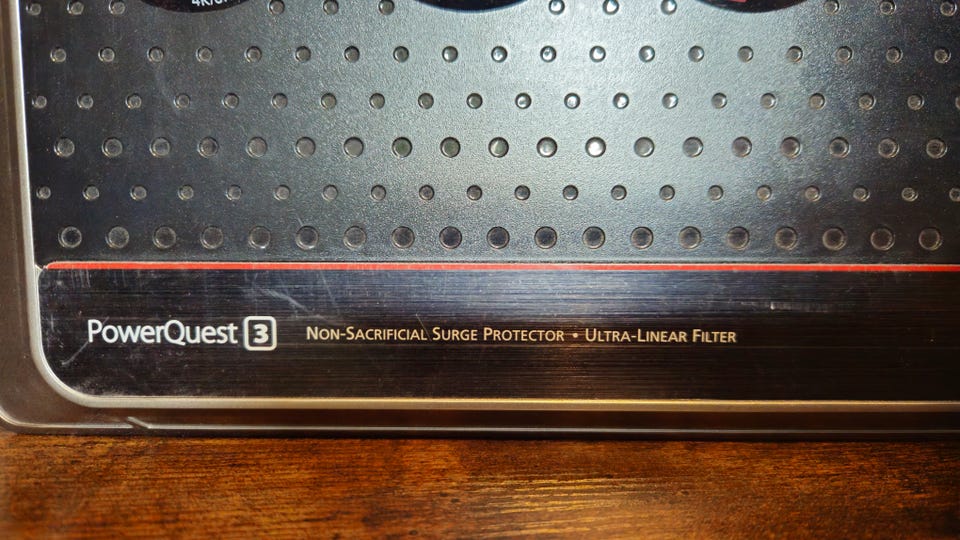 PowerQuest 3 Non-Sacrificial Surge Protector • Ultra-Linear Filter